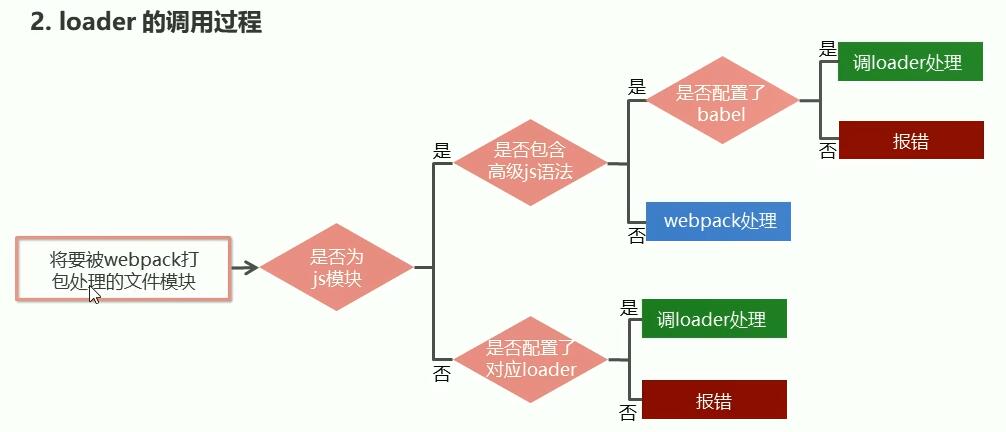 2. loader 的调用过程
将要被webpack打
包处理的文件模块
是否为
js模块
是
是否包含
高级js语法
是
是否配置了
babel
是
调loader处理
否
报错
否
webpack处理
否
是否配置了
对应loader
是
调loader处理
否
报错